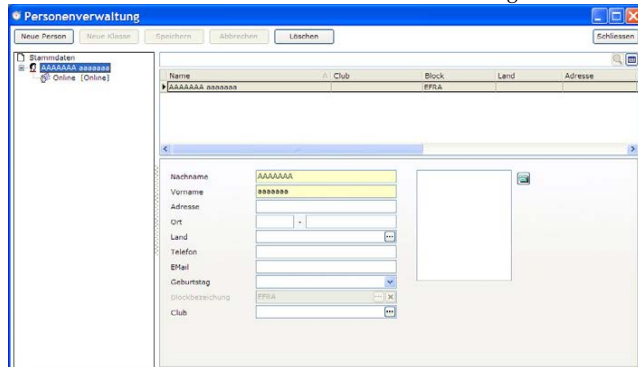 Personenverwaltung
Neue Person Neue Klasse Speichern Abbrechen Löschen Schliessen
Stammdaten
AAAAAAA aaaaaaa
Online [Online]
Name Club Block Land Adresse
AAAAAAA aaaaaaa EFRA
Nachname AAAAAAA
Vorname aaaaaaa
Adresse
Ort -
Land
Telefon
EMail
Geburtstag
Blockbezeichnung EFRA
Club